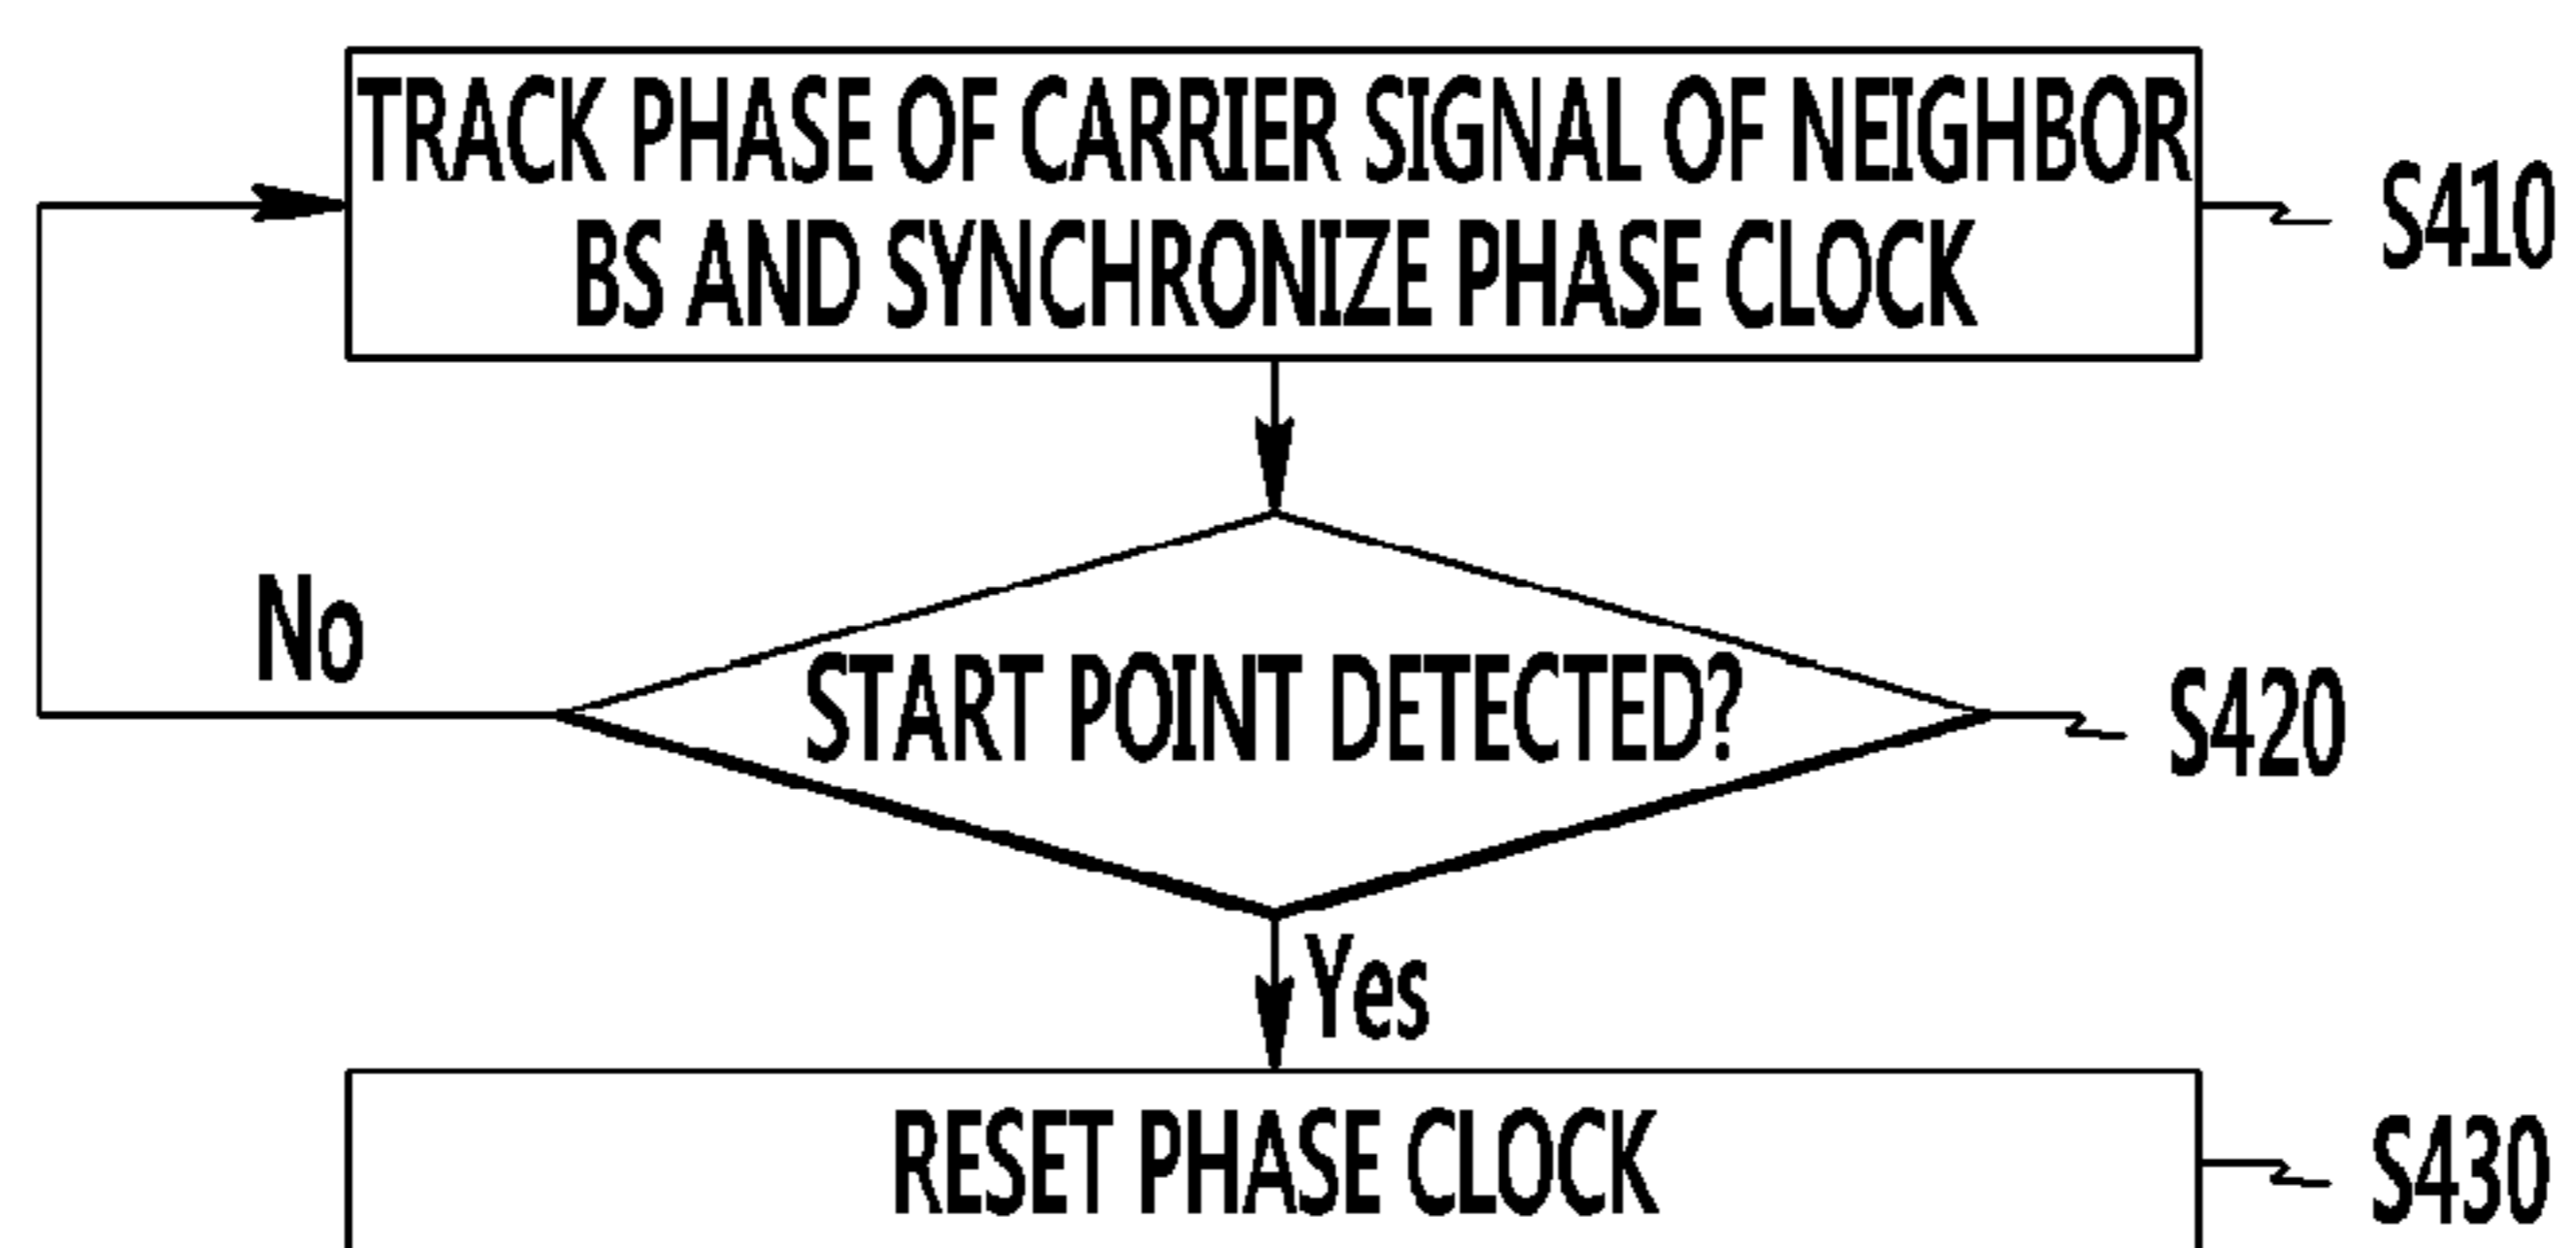 TRACK PHASE OF CARRIER SIGNAL OF NEIGHBOR
BS AND SYNCHRONIZE PHASE CLOCK
S410
No
START POINT DETECTED?
S420
Yes
RESET PHASE CLOCK
S430